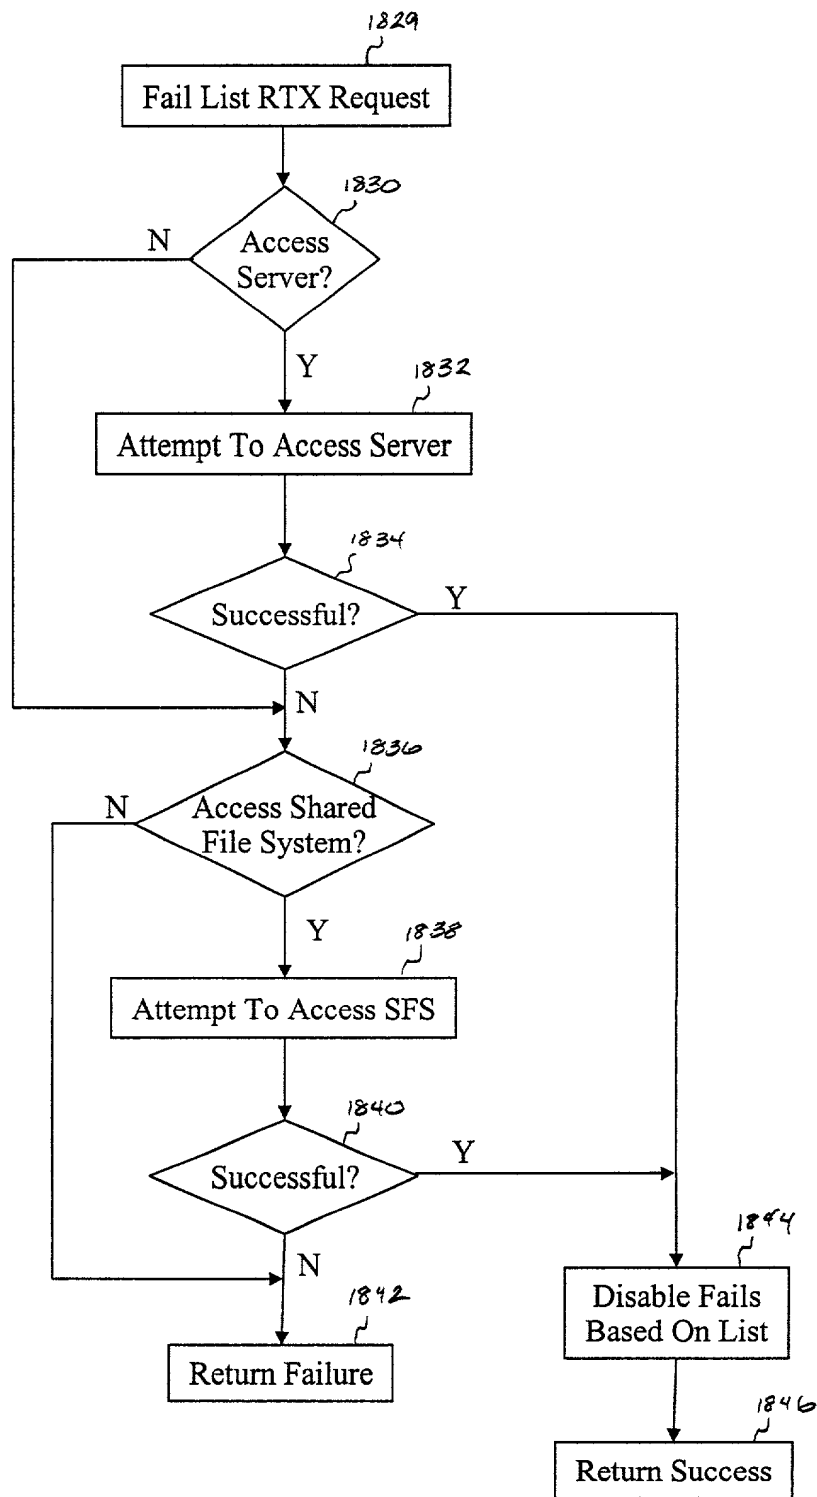 1829
Fail List RTX Request
1830
N
Access
Server?
Y
1832
Attempt To Access Server
1834
Successful?
Y
N
1836
N
Access Shared
File System?
Y
1838
Attempt To Access SFS
1840
Successful?
Y
N
1844
Disable Fails
Based On List
1842
Return Failure
1846
Return Success